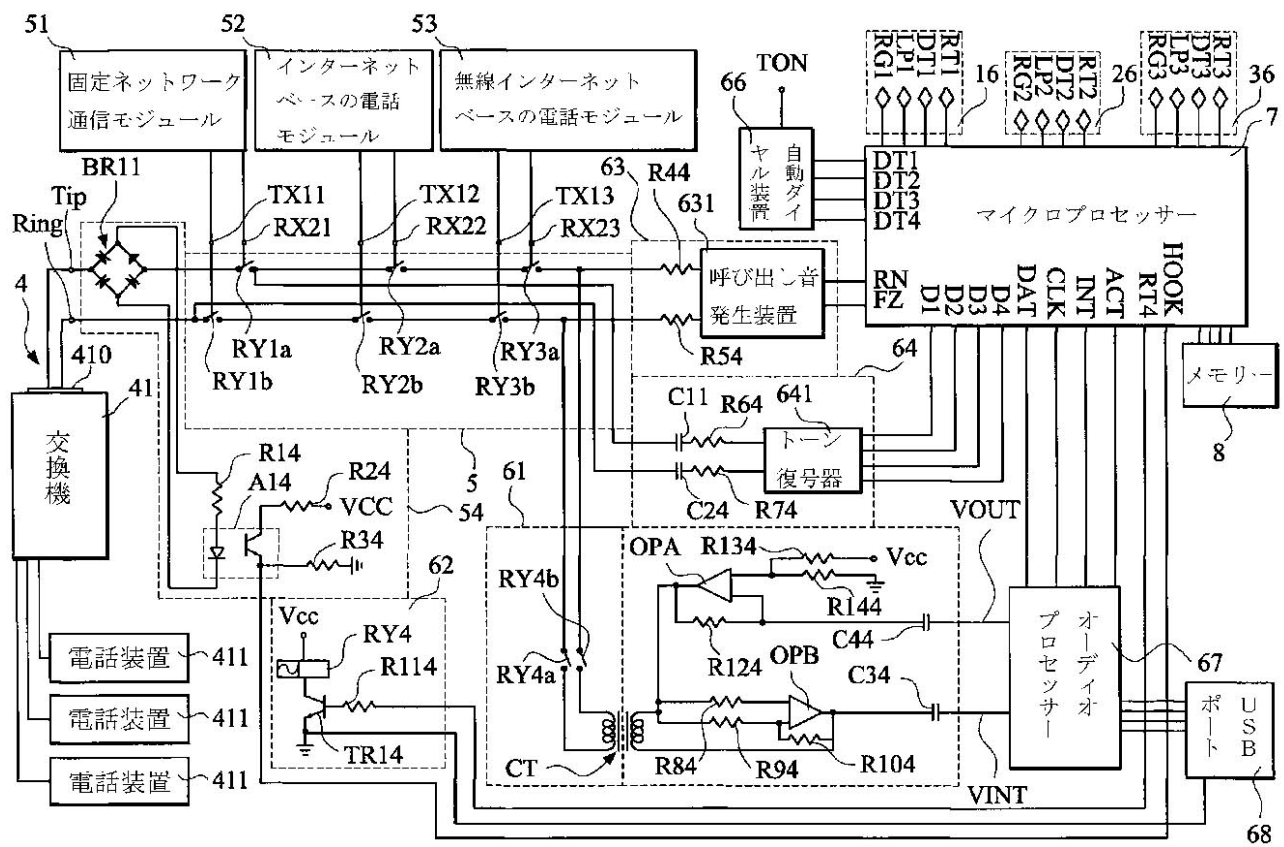 51
52
53
固定ネットワーク
通信モジュール
インターネット
ベースの電話
モジュール
無線インターネット
ベースの電話モジュール
TON
66
自動ダイ
ヤル装置
RG1
LP1
DT1
RT1
16
RG2
LP2
DT2
RT2
26
RG3
LP3
DT3
RT3
36
7
BR11
Tip
Ring
TX11
RX21
TX12
RX22
TX13
RX23
63
R44
631
呼び出し音
発生装置
R54
DT1
DT2
DT3
DT4
マイクロプロセッサー
RN
FZ
D1
D2
D3
D4
DAT
CLK
INT
ACT
RT4
HOOK
4
410
41
交換機
RY1a
RY1b
RY2a
RY2b
RY3a
RY3b
64
メモリー
8
C11
R64
641
トーン
復号器
C24
R74
5
54
61
R14
A14
R24
VCC
R34
62
Vcc
RY4
R114
TR14
RY4b
RY4a
CT
OPA
R134
Vcc
R144
R124
C44
VOUT
OPB
C34
R84
R94
R104
VINT
オーディオ
プロセッサー
67
USB
ポート
68
電話装置
411
電話装置
411
電話装置
411